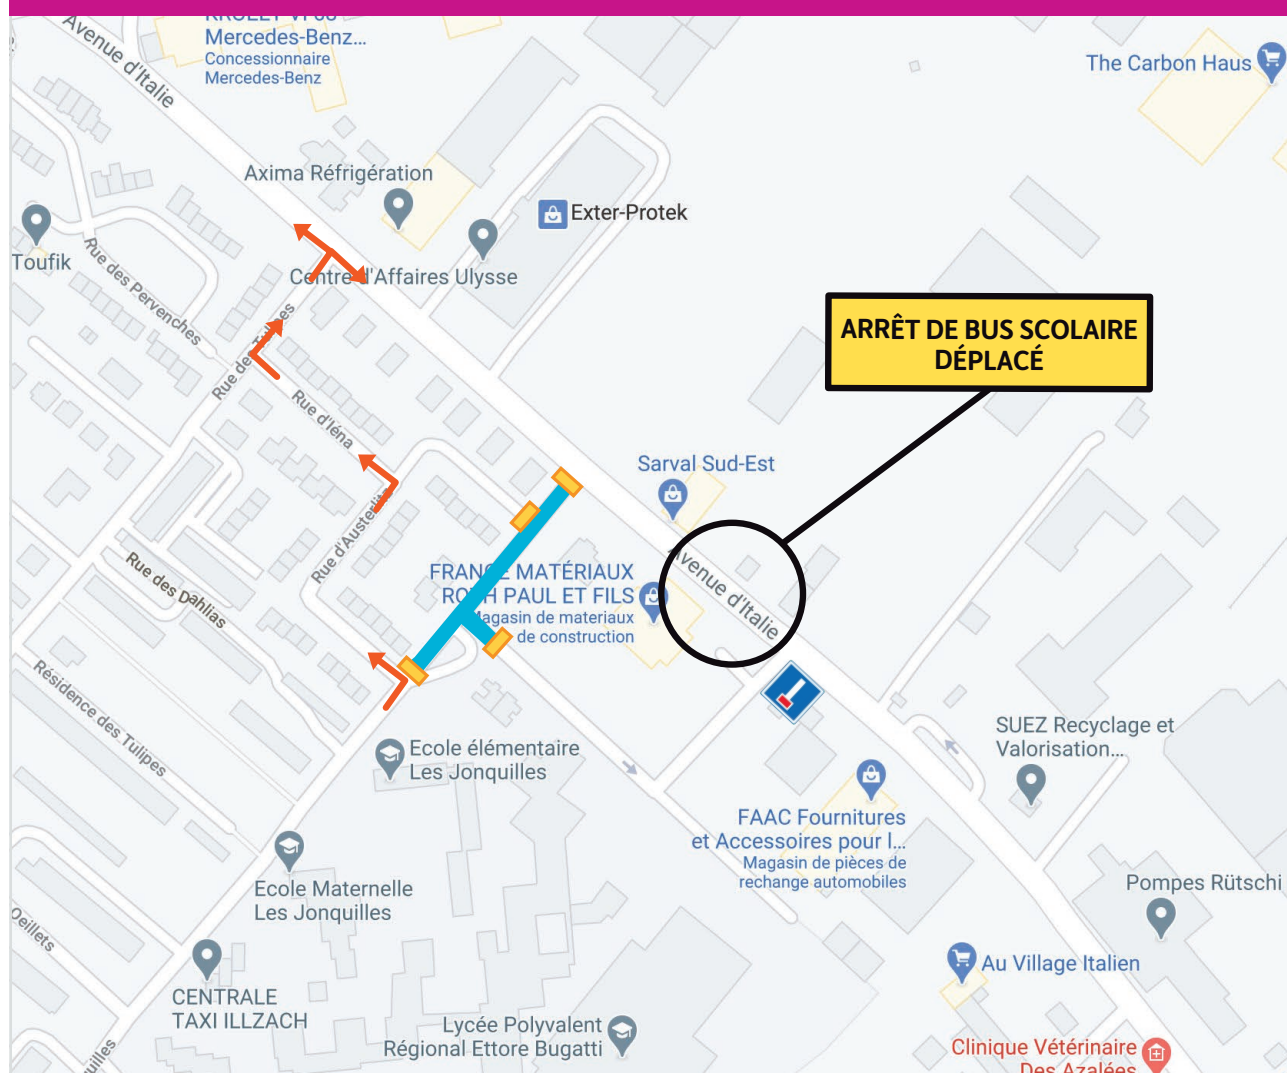 Avenue d'Italie
Mercedes-Benz...
Concessionnaire
Mercedes-Benz
The Carbon Haus
Axima Réfrigération
Exter-Protek
Toufik
Rue des Pervenches
Centre d'Affaires Ulysse
Rue des Tulipes
ARRÊT DE BUS SCOLAIRE
DÉPLACÉ
Rue d'Iéna
Sarval Sud-Est
Rue d'Austerlitz
Avenue d'Italie
FRANCE MATÉRIAUX
ROTH PAUL ET FILS
Magasin de materiaux
de construction
Rue des Dahlias
Résidence des Tulipes
SUEZ Recyclage et
Valorisation...
Ecole élémentaire
Les Jonquilles
FAAC Fournitures
et Accessoires pour l...
Magasin de pièces de
rechange automobiles
Ecole Maternelle
Les Jonquilles
Pompes Rütschi
Oeillets
Au Village Italien
CENTRALE
TAXI ILLZACH
Lycée Polyvalent
Régional Ettore Bugatti
Clinique Vétérinaire
Des Azalées